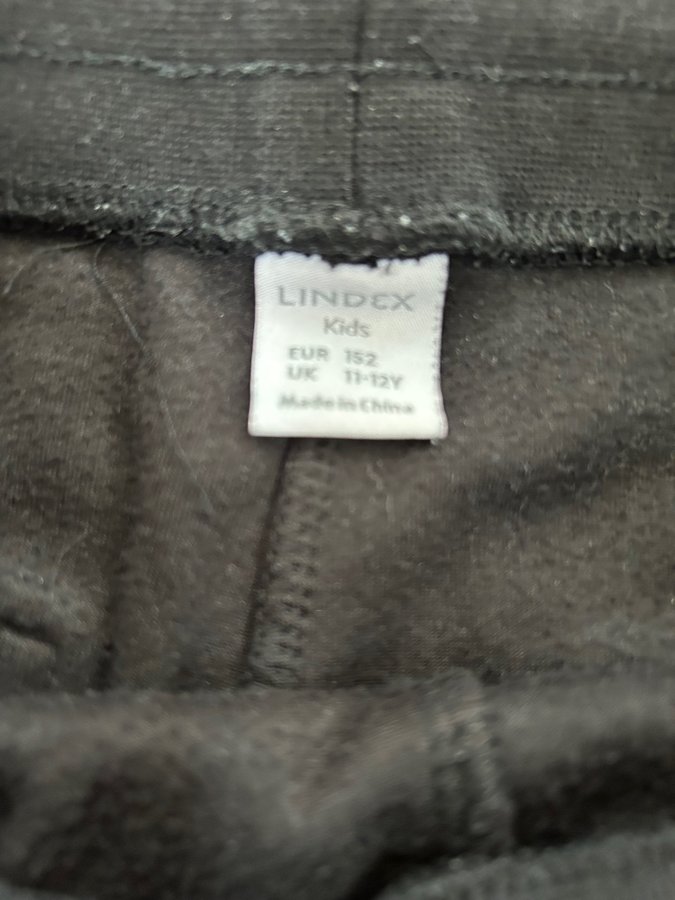 LINDEX
Kids
EUR 152
UK 11-12Y
Made in China